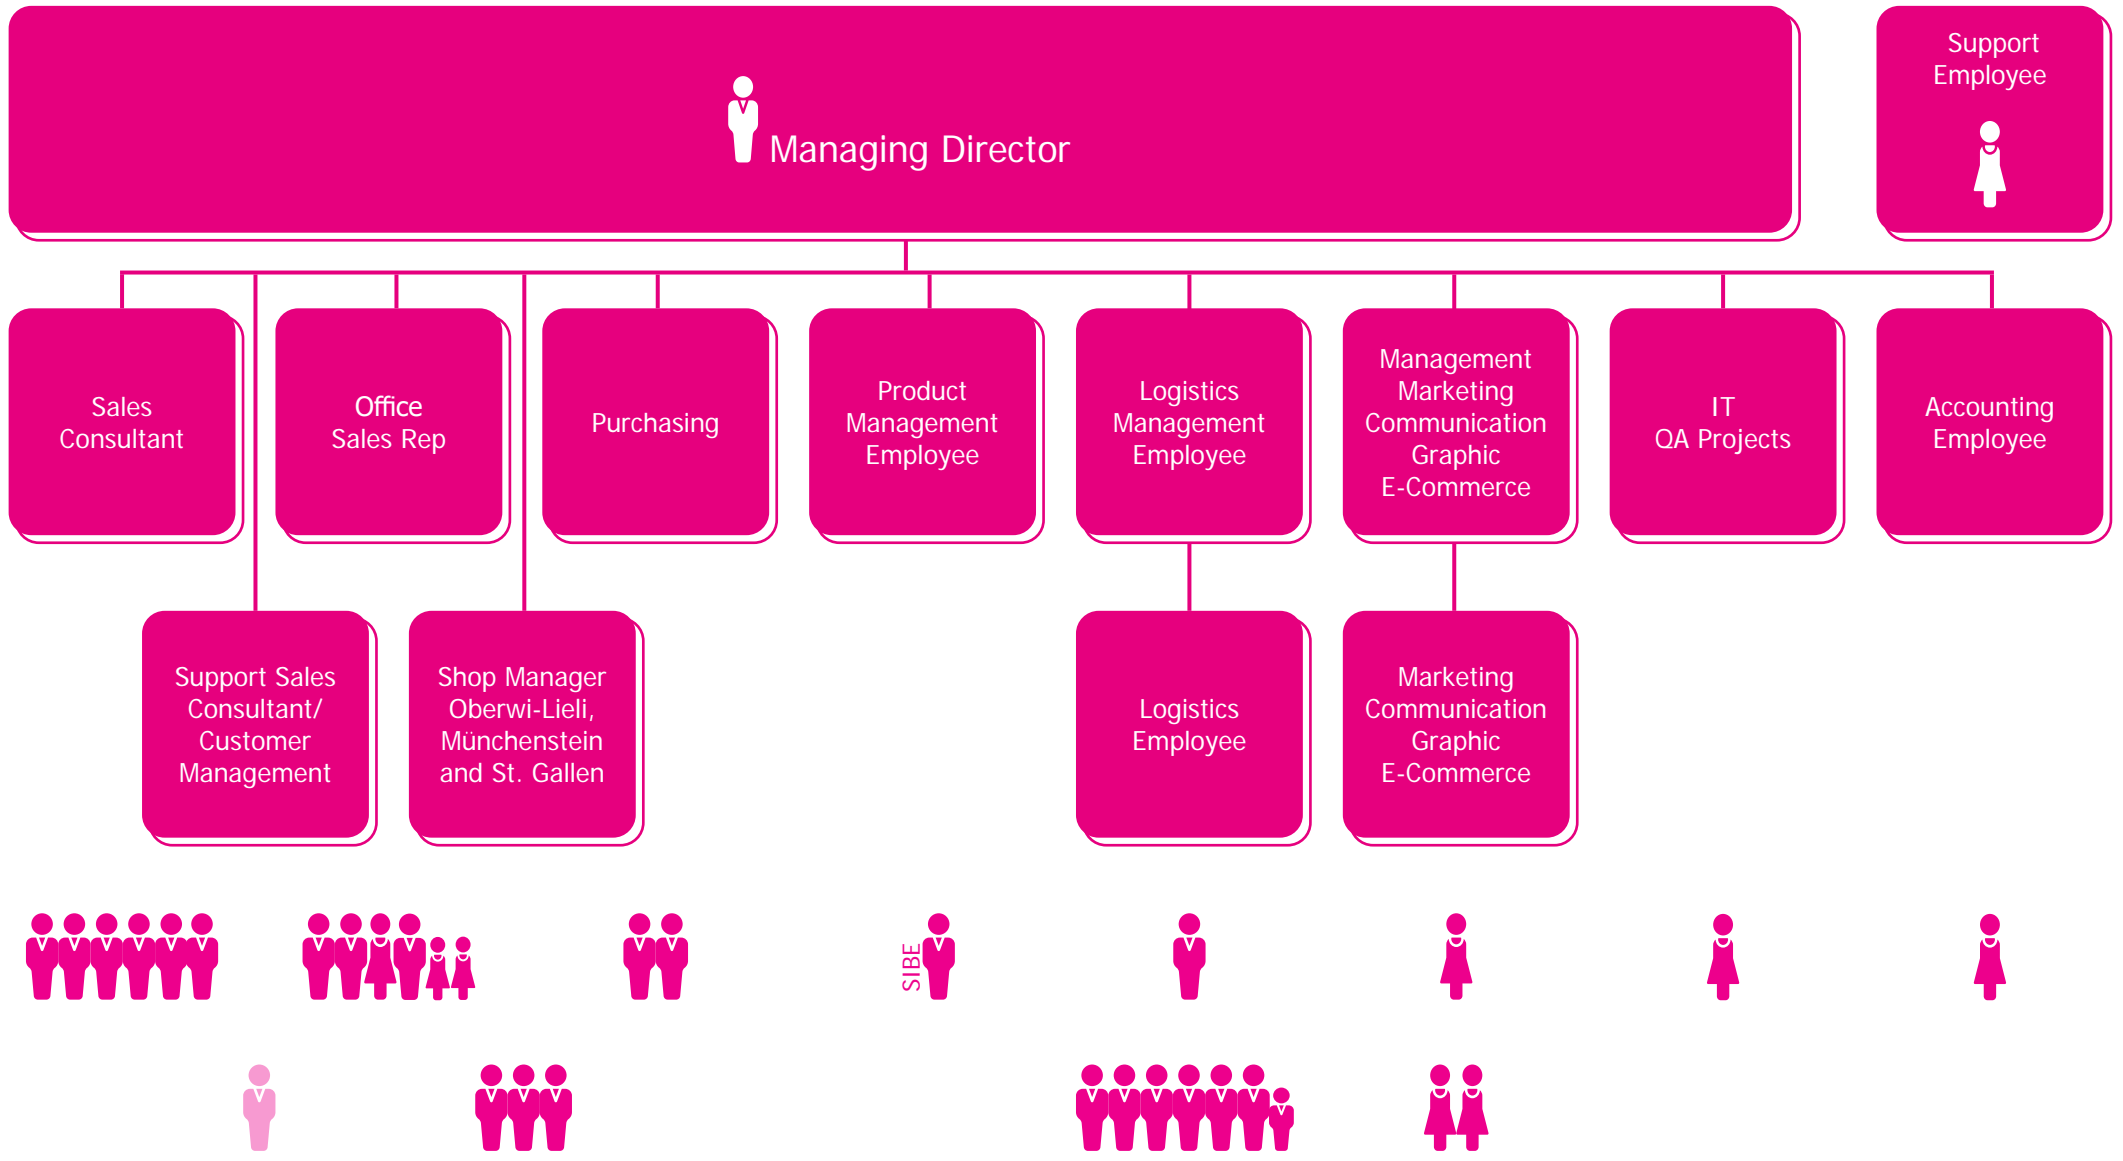 Managing Director
Support
Employee
Sales
Consultant
Office
Sales Rep
Purchasing
Product
Management
Employee
Logistics
Management
Employee
Management
Marketing
Communication
Graphic
E-Commerce
IT
QA Projects
Accounting
Employee
Support Sales
Consultant/
Customer
Management
Shop Manager
Oberwi-Lieli,
Münchenstein
and St. Gallen
Logistics
Employee
Marketing
Communication
Graphic
E-Commerce
SIBE